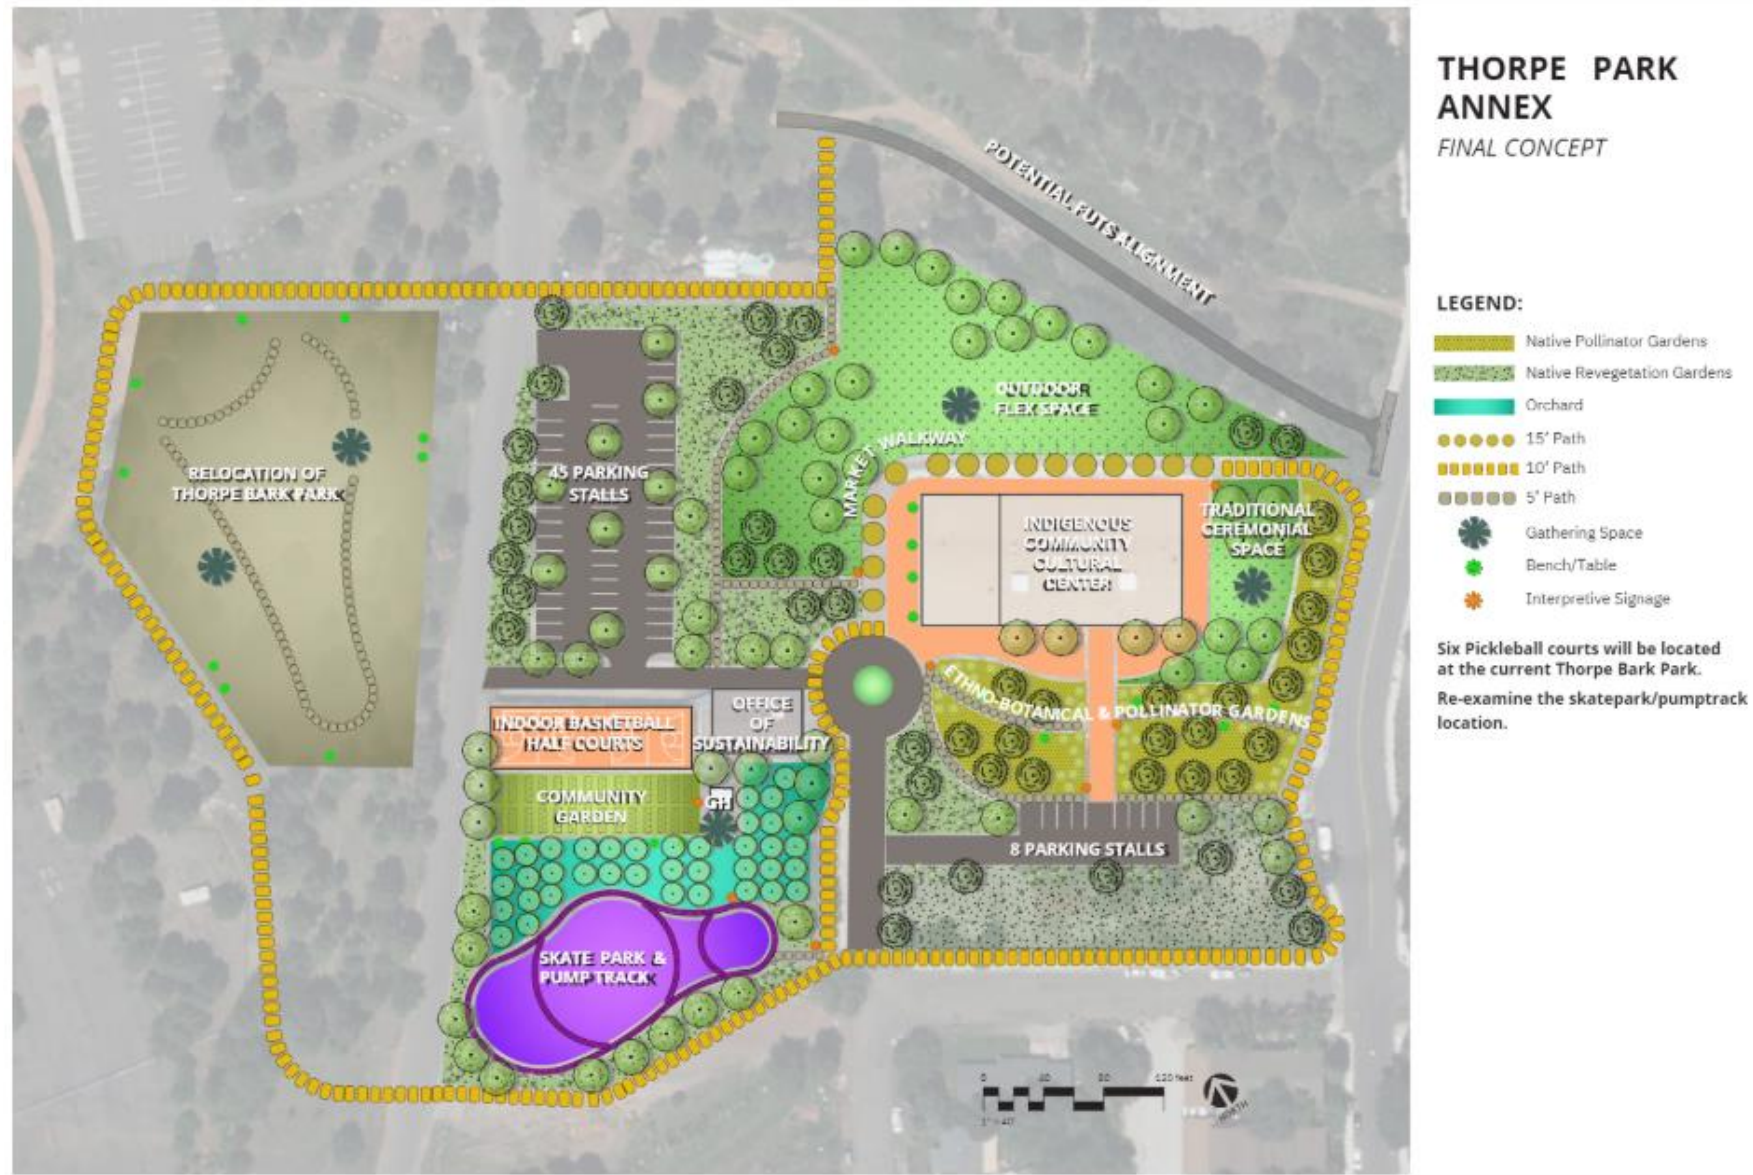 THORPE PARK
ANNEX
FINAL CONCEPT
POTENTIAL FUTS ALIGNMENT
OUTDOOR
FLEX SPACE
MARKET WALKWAY
RELOCATION OF
THORPE BARK PARK
45 PARKING
STALLS
INDIGENOUS
COMMUNITY
CULTURAL
CENTER
TRADITIONAL
CEREMONIAL
SPACE
ETHNO-BOTANICAL & POLLINATOR GARDENS
OFFICE
OF
SUSTAINABILITY
INDOOR BASKETBALL
HALF COURTS
COMMUNITY
GARDEN
GH
8 PARKING STALLS
SKATE PARK &
PUMP TRACK
LEGEND:
Native Pollinator Gardens
Native Revegetation Gardens
Orchard
15' Path
10' Path
5' Path
Gathering Space
Bench/Table
Interpretive Signage
Six Pickleball courts will be located
at the current Thorpe Bark Park.
Re-examine the skatepark/pumptrack
location.
0 40 80 120 feet
1" = 40'
NORTH